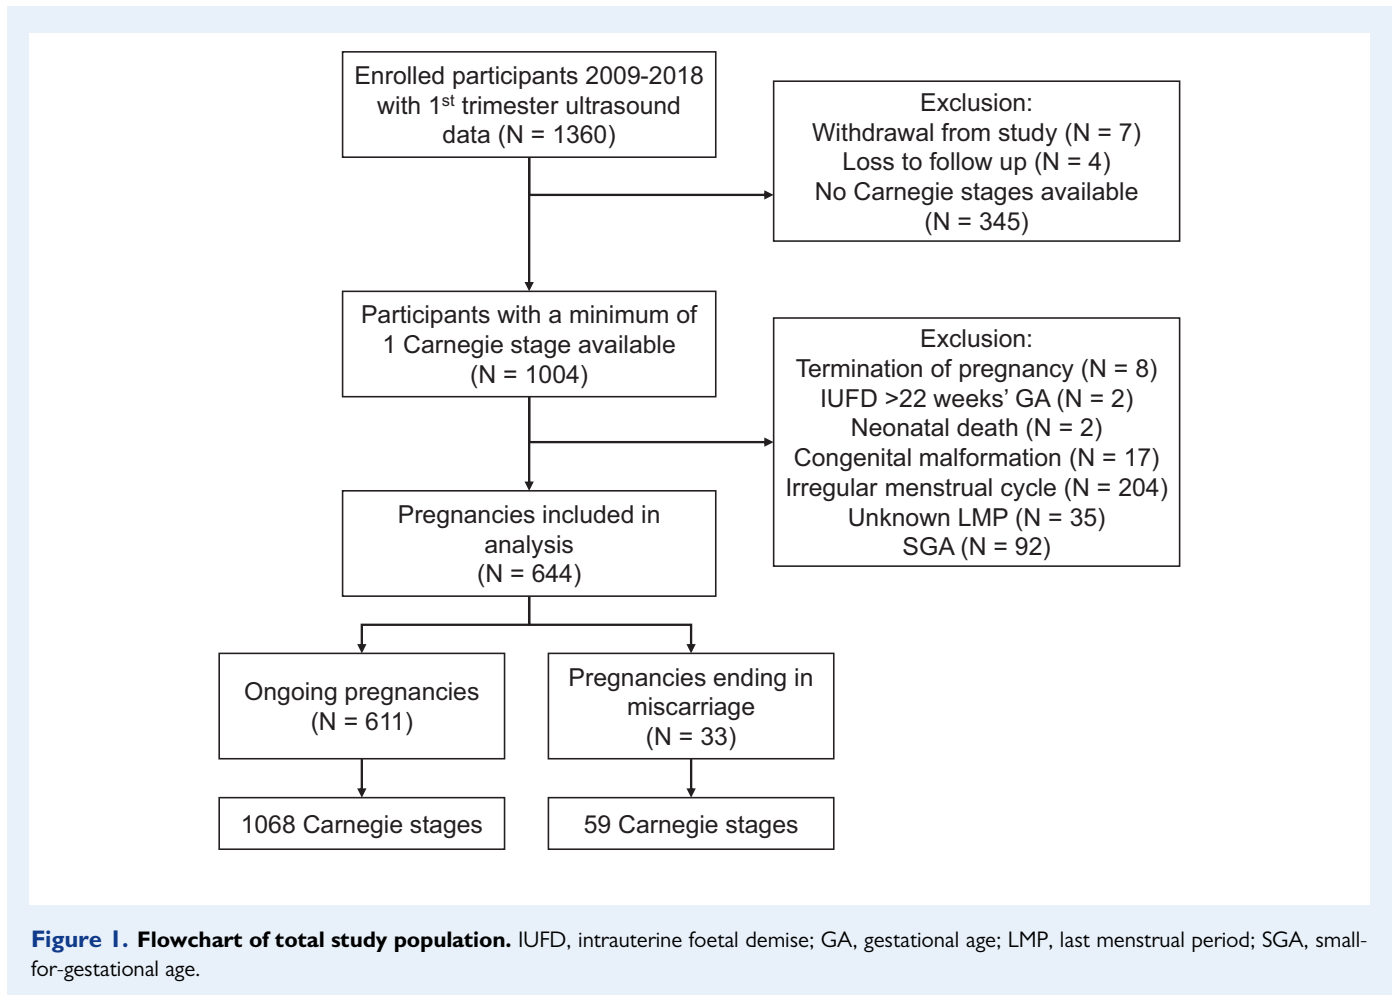 Enrolled participants 2009-2018
with 1st trimester ultrasound
data (N = 1360)
Exclusion:
Withdrawal from study (N = 7)
Loss to follow up (N = 4)
No Carnegie stages available
(N = 345)
Participants with a minimum of
1 Carnegie stage available
(N = 1004)
Exclusion:
Termination of pregnancy (N = 8)
IUFD >22 weeks’ GA (N = 2)
Neonatal death (N = 2)
Congenital malformation (N = 17)
Irregular menstrual cycle (N = 204)
Unknown LMP (N = 35)
SGA (N = 92)
Pregnancies included in
analysis
(N = 644)
Ongoing pregnancies
(N = 611)
Pregnancies ending in
miscarriage
(N = 33)
1068 Carnegie stages
59 Carnegie stages
Figure 1. Flowchart of total study population. IUFD, intrauterine foetal demise; GA, gestational age; LMP, last menstrual period; SGA, small-
for-gestational age.